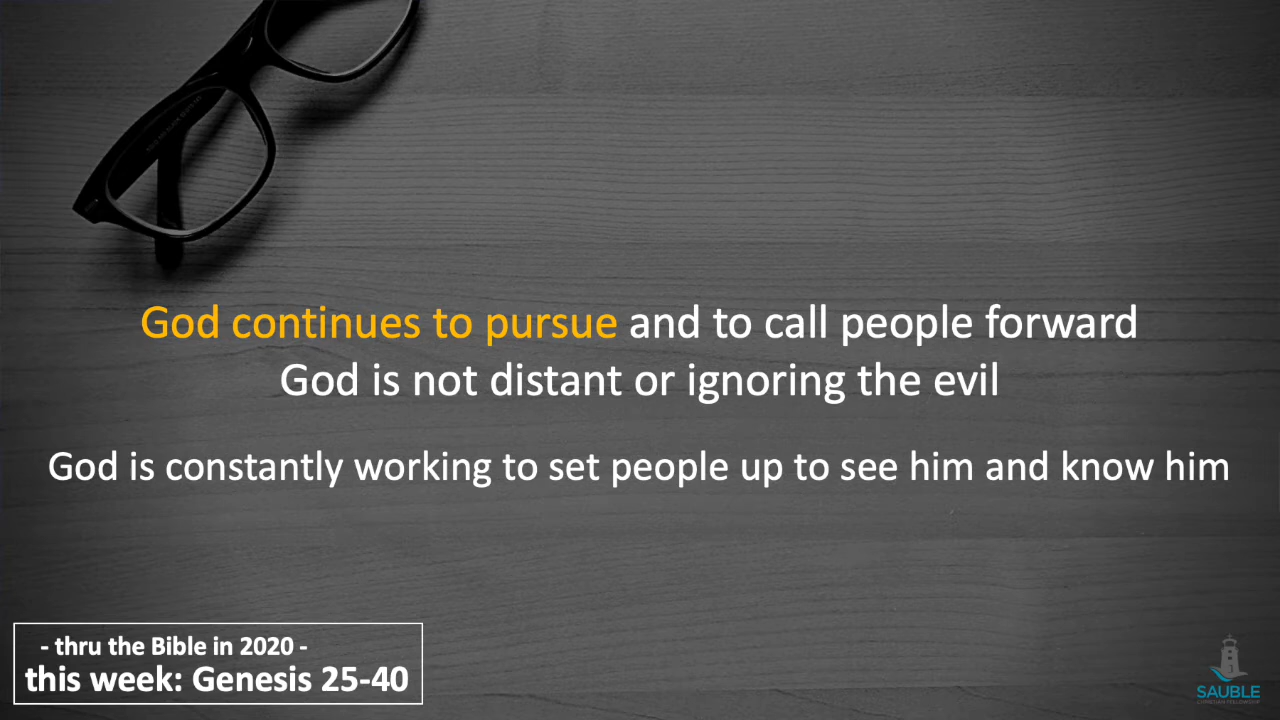 God continues to pursue and to call people forward
God is not distant or ignoring the evil
God is constantly working to set people up to see him and know him
- thru the Bible in 2020 -
this week: Genesis 25-40
SAUBLE
CHRISTIAN FELLOWSHIP